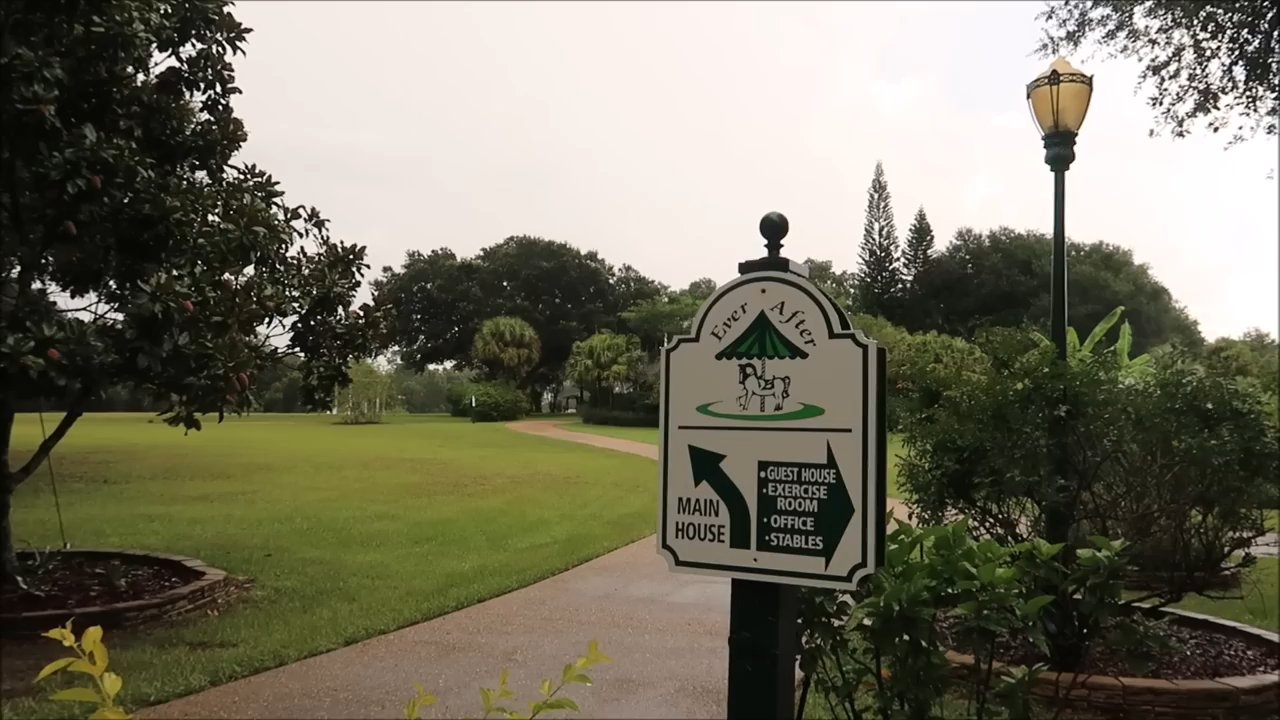 Ever After
MAIN
HOUSE
•GUEST HOUSE
•EXERCISE
ROOM
•OFFICE
•STABLES